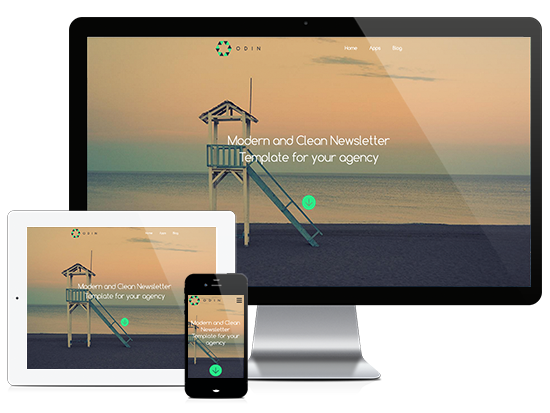 ODIN
Home Apps Blog
Modern and Clean Newsletter
Template for your agency
ODIN
Home Apps Blog
Modern and Clean Newsletter
Template for your agency
ODIN
Modern and Clean
Newsletter
Template for your
agency